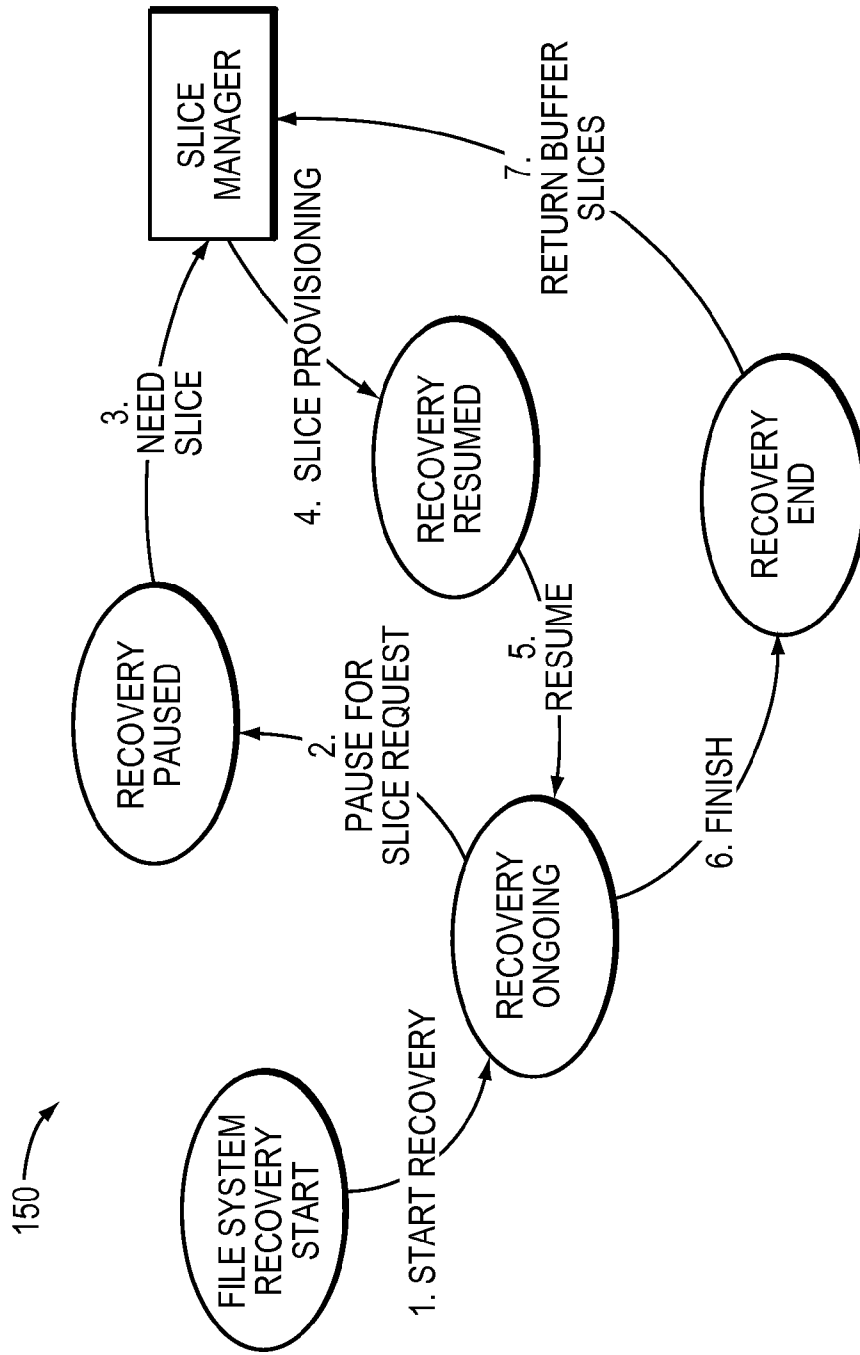 150
FILE SYSTEM
RECOVERY
START
1. START RECOVERY
RECOVERY
ONGOING
2.
PAUSE FOR
SLICE REQUEST
RECOVERY
PAUSED
3.
NEED
SLICE
SLICE
MANAGER
4. SLICE PROVISIONING
RECOVERY
RESUMED
5.
RESUME
6. FINISH
RECOVERY
END
7.
RETURN BUFFER
SLICES